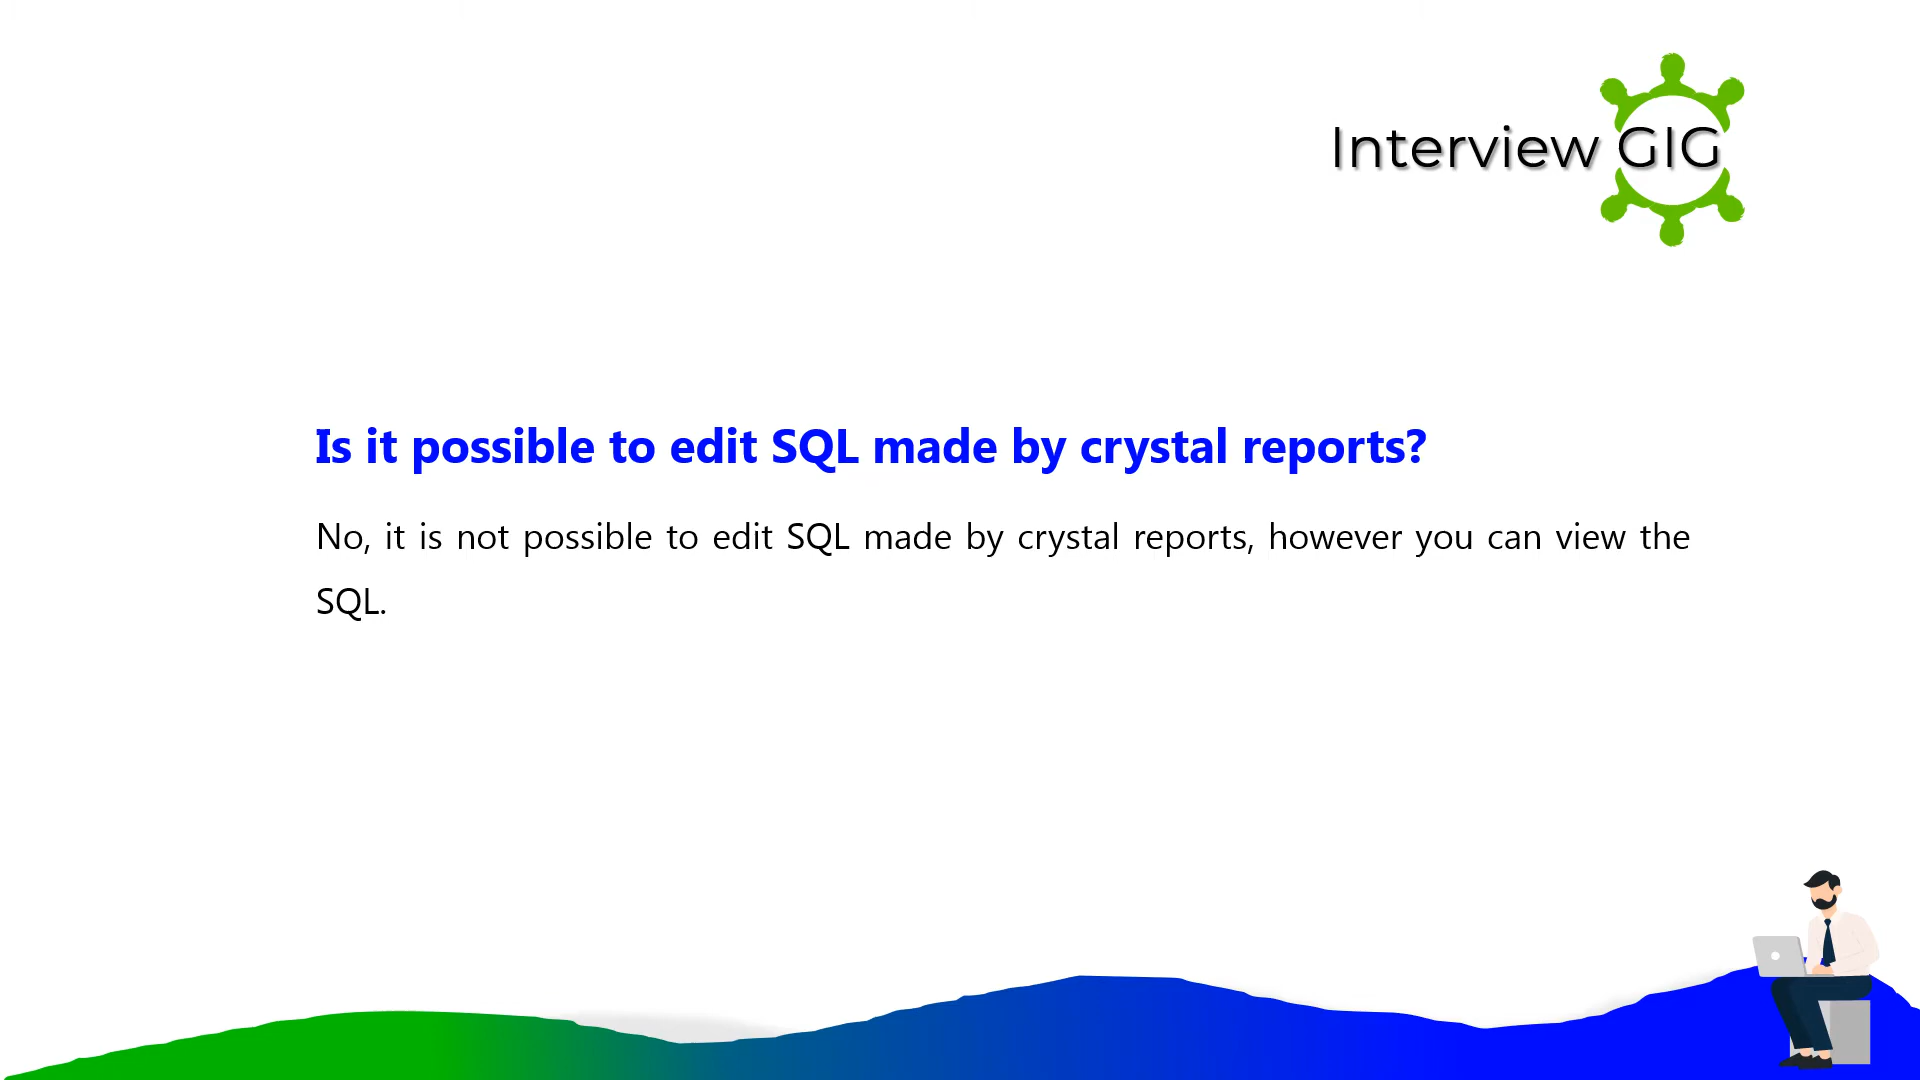 Interview GIG
Is it possible to edit SQL made by crystal reports?
No, it is not possible to edit SQL made by crystal reports, however you can view the
SQL.